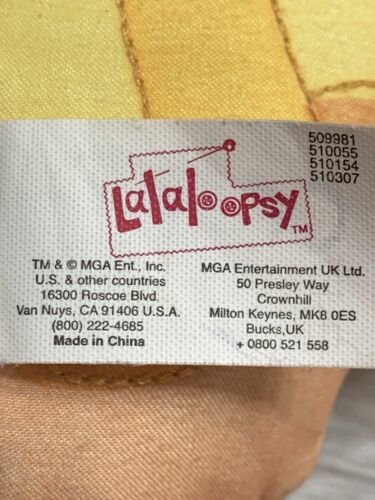 509981
510055
510154
510307
Lalaloopsy TM
TM & © MGA Ent., Inc.
U.S. & other countries
16300 Roscoe Blvd
Van Nuys, CA 91406 U.S.A.
(800) 222-4685
Made in China
MGA Entertainment UK Ltd.
50 Presley Way
Crownhill
Milton Keynes, MK8 0ES
Bucks,UK
+ 0800 521 558